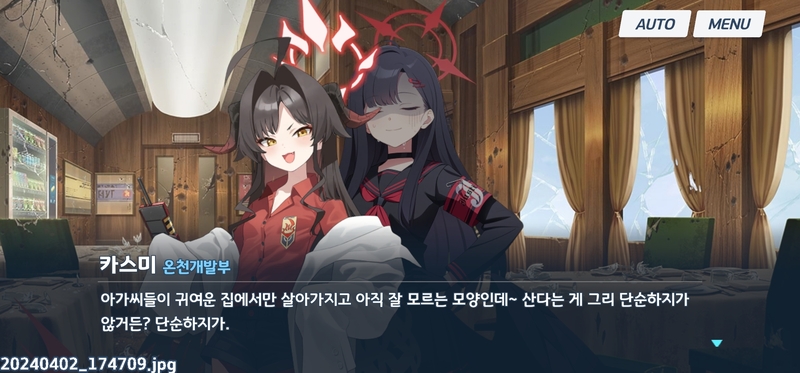 AUTO MENU
카스미 온천개발부
아가씨들이 귀여운 집에서만 살아가지고 아직 잘 모르는 모양인데~ 산다는 게 그리 단순하지가
않거든? 단순하지가.
20240402_174709.jpg